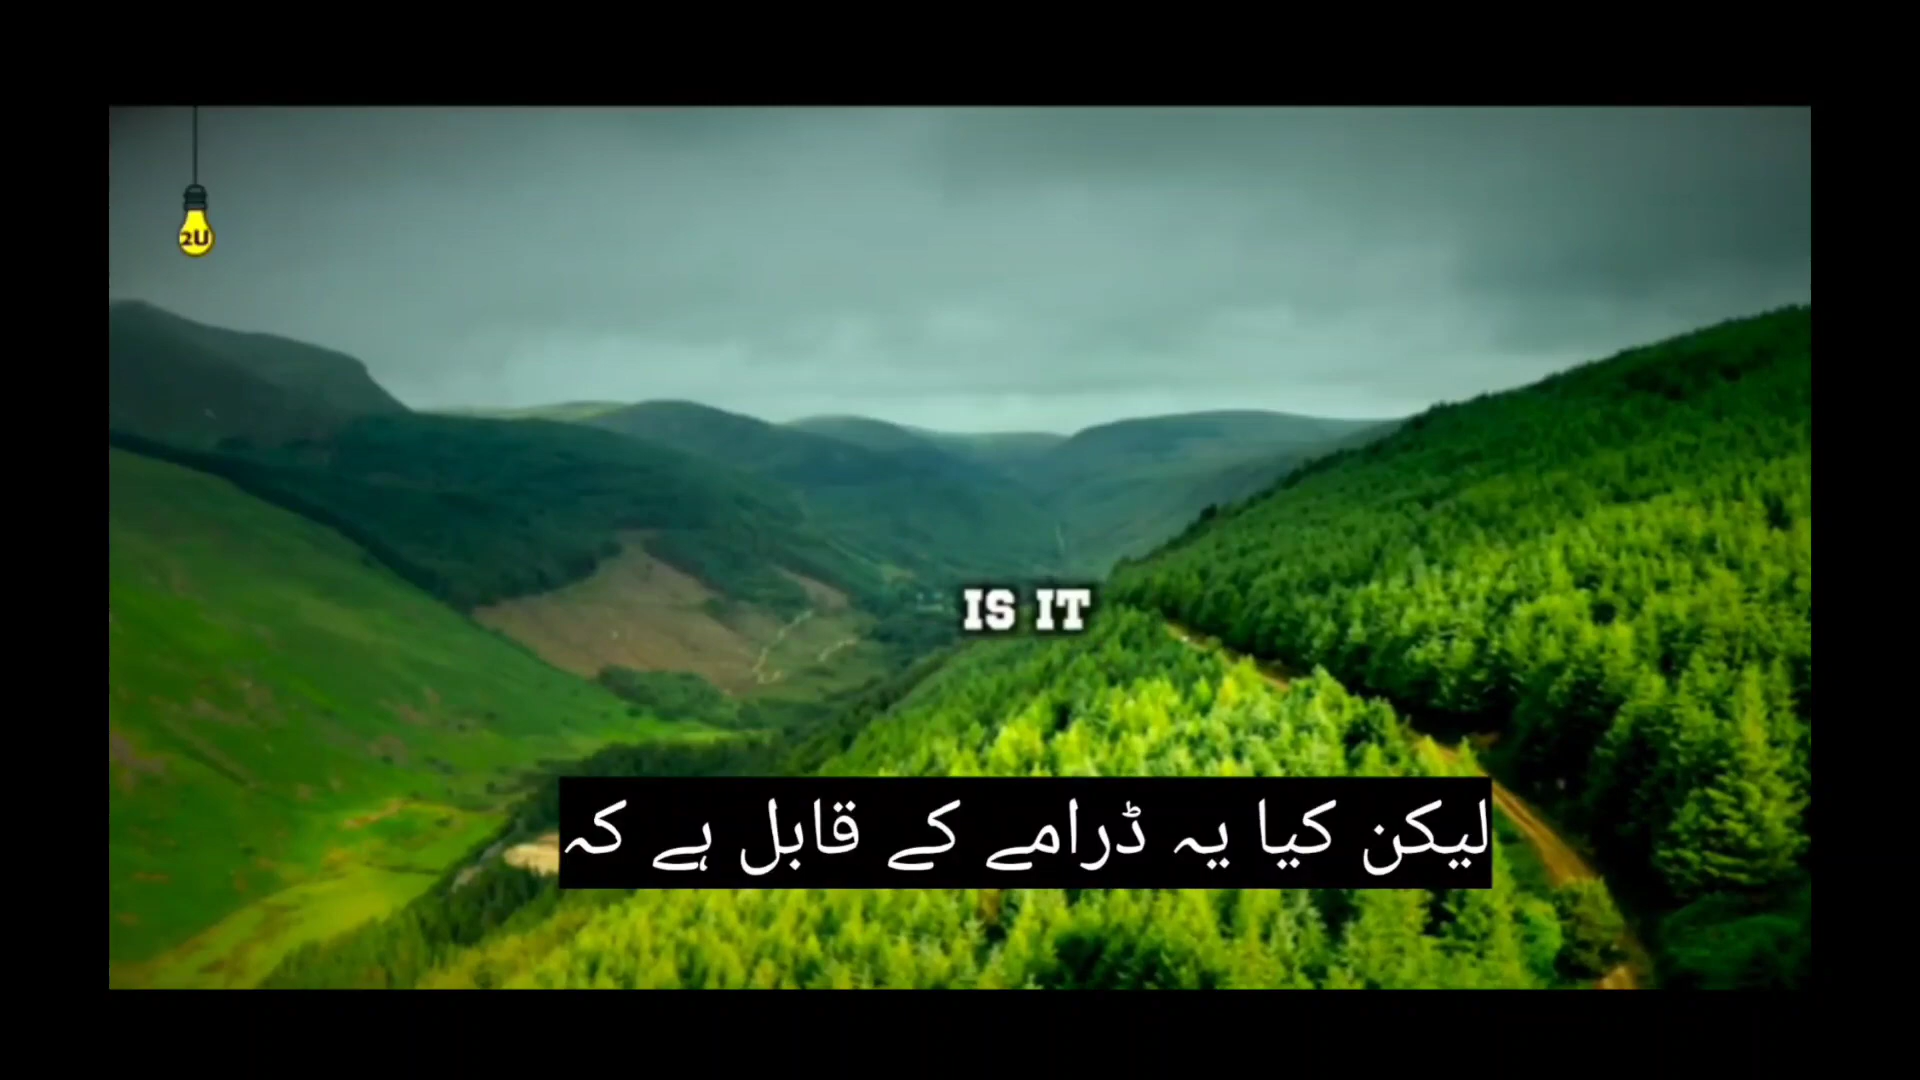 2U
IS IT
لیکن کیا یہ ڈرامے کے قابل ہے کہ